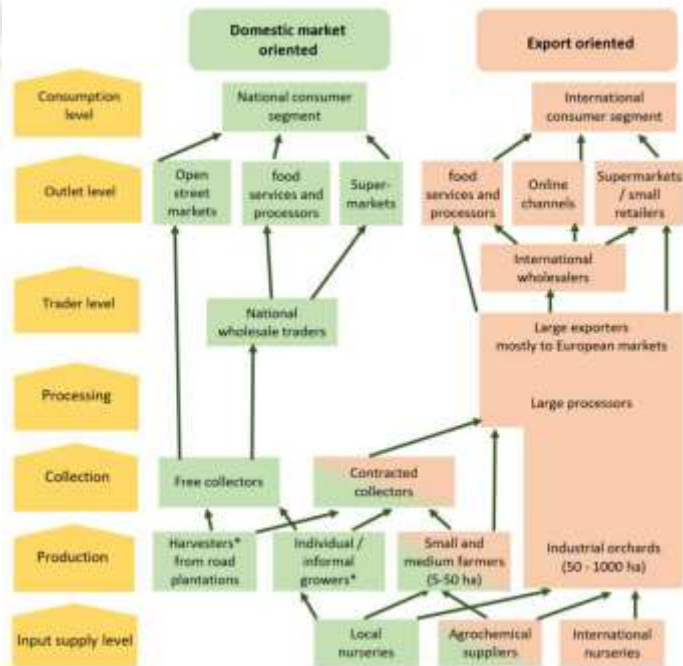 Domestic market
oriented
Export oriented
Consumption
level
National consumer
segment
International
consumer segment
Outlet level
Open
street
markets
food
services and
processors
Super-
markets
food
services and
processors
Online
channels
Supermarkets
/ small
retailers
International
wholesalers
Trader level
National
wholesale traders
Large exporters
mostly to European markets
Processing
Large processors
Collection
Free collectors
Contracted
collectors
Production
Harvesters*
from road
plantations
Individual /
informal
growers*
Small and
medium farmers
(5-50 ha)
Industrial orchards
(50 - 1000 ha)
Input supply level
Local
nurseries
Agrochemical
suppliers
International
nurseries